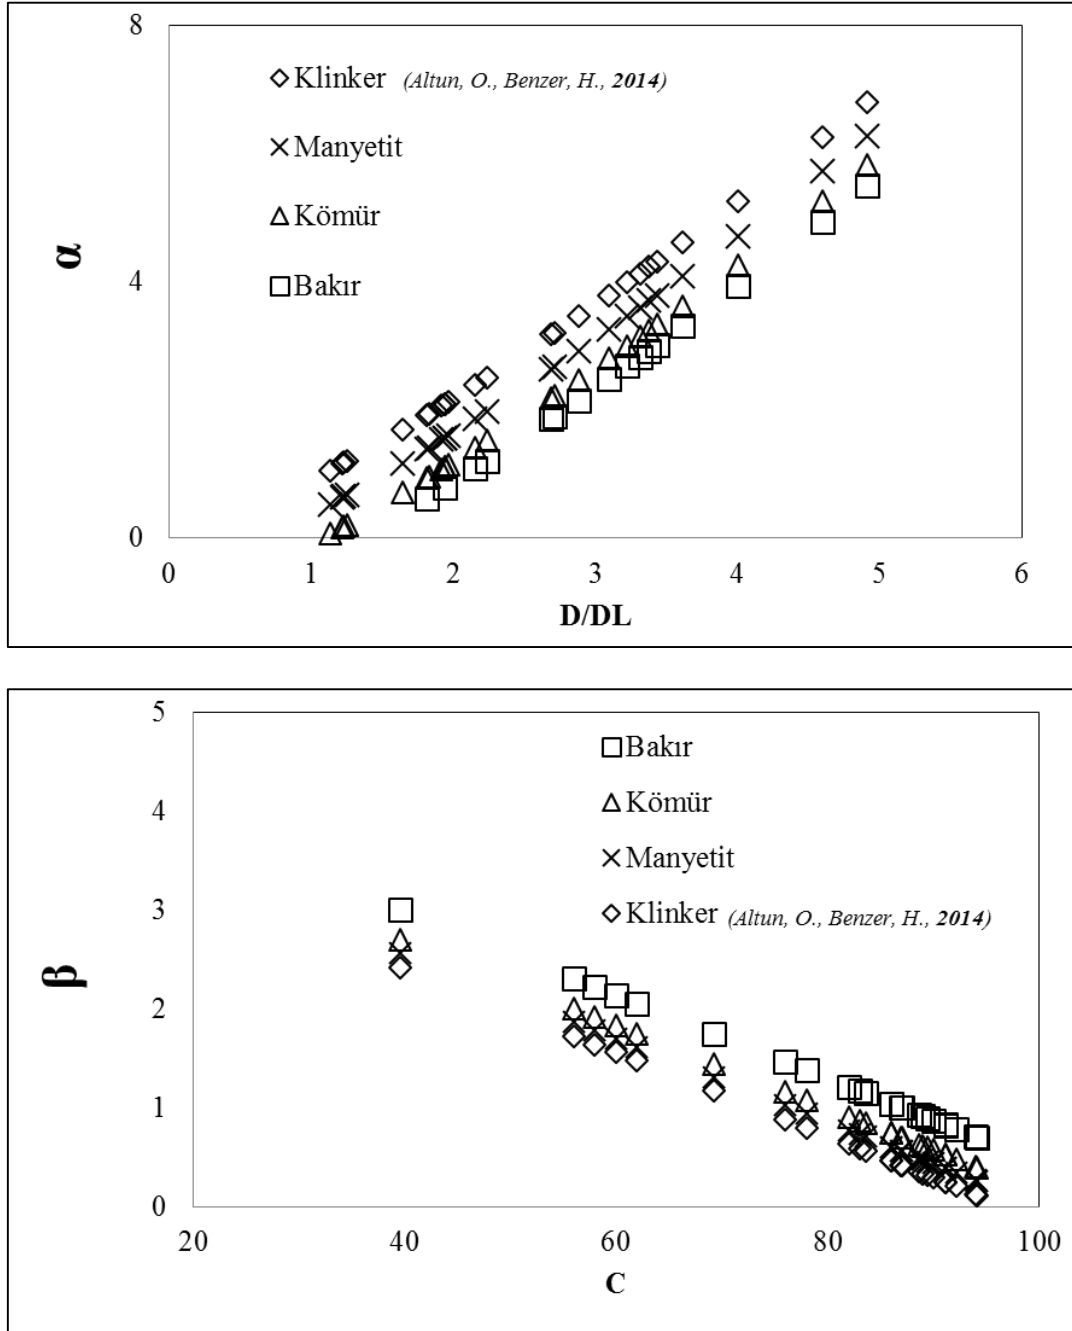 8
Klinker (Altun, O., Benzer, H., 2014)
Manyetit
Kömür
α
4
Bakır
0
0 1 2 3 4 5 6
D/DL
5
Bakır
4
Kömür
Manyetit
3
Klinker (Altun, O., Benzer, H., 2014)
β
2
1
0
20 40 60 80 100
C